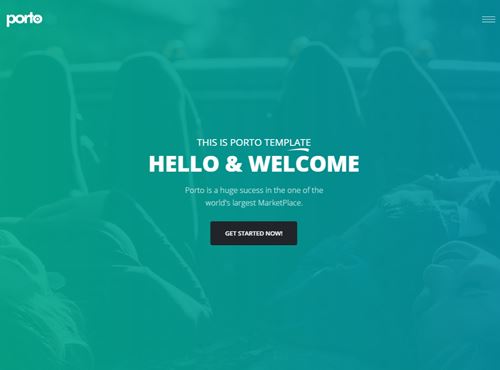 porto
THIS IS PORTO TEMPLATE
HELLO & WELCOME
Porto is a huge sucess in the one of the
world's largest MarketPlace.
GET STARTED NOW!